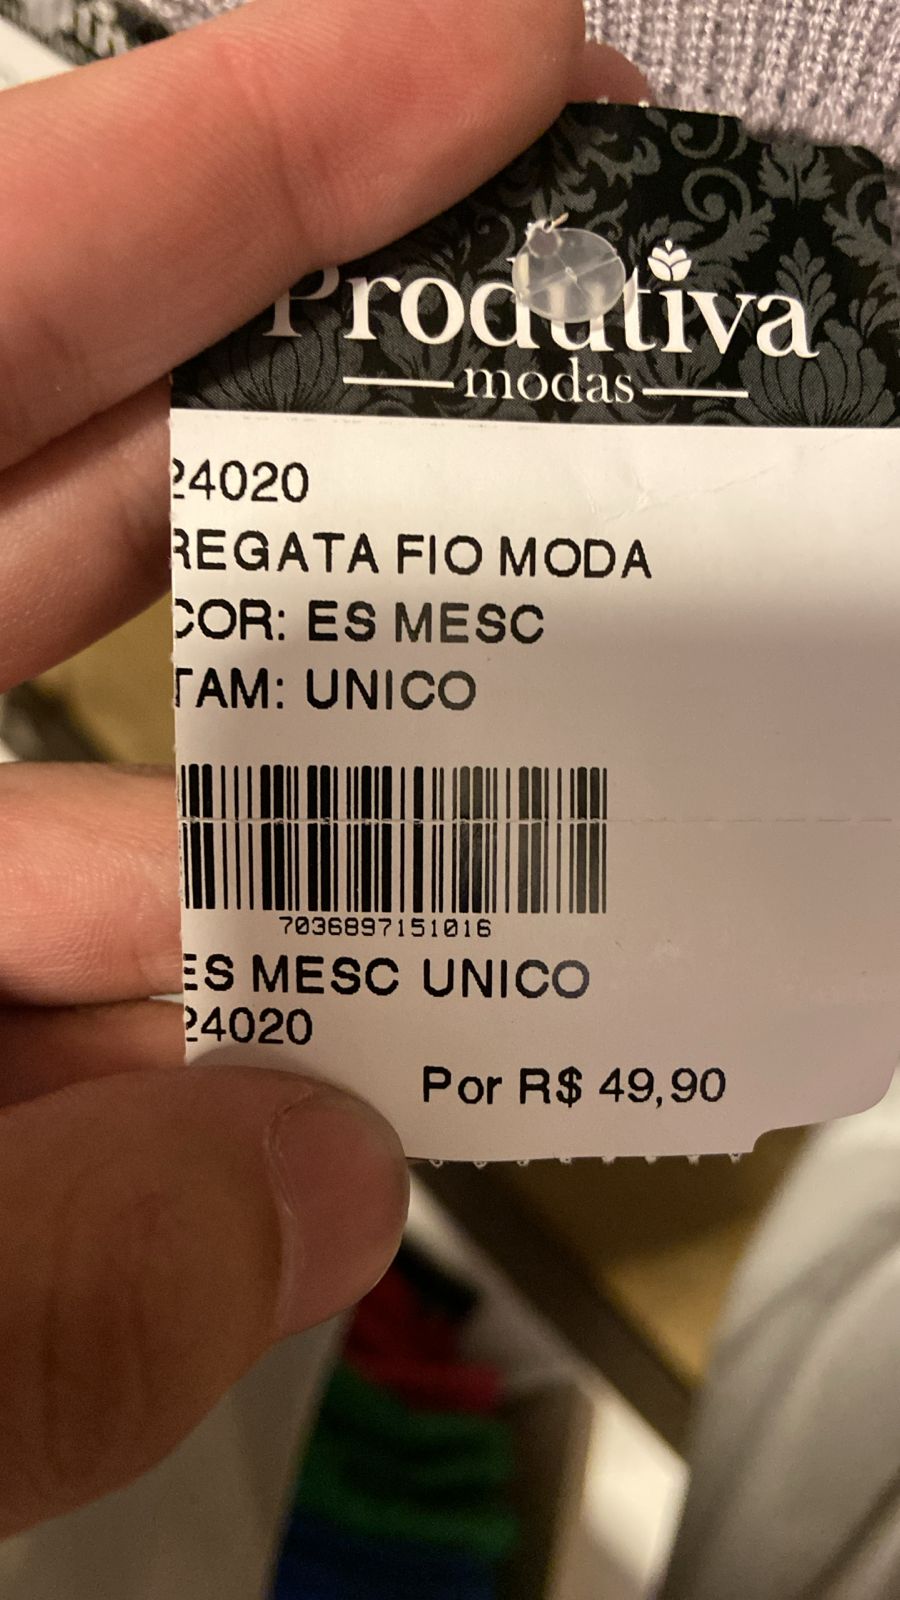 Produtiva
modas
24020
REGATA FIO MODA
COR: ES MESC
TAM: UNICO
7036897151016
ES MESC UNICO
24020
Por R$ 49,90